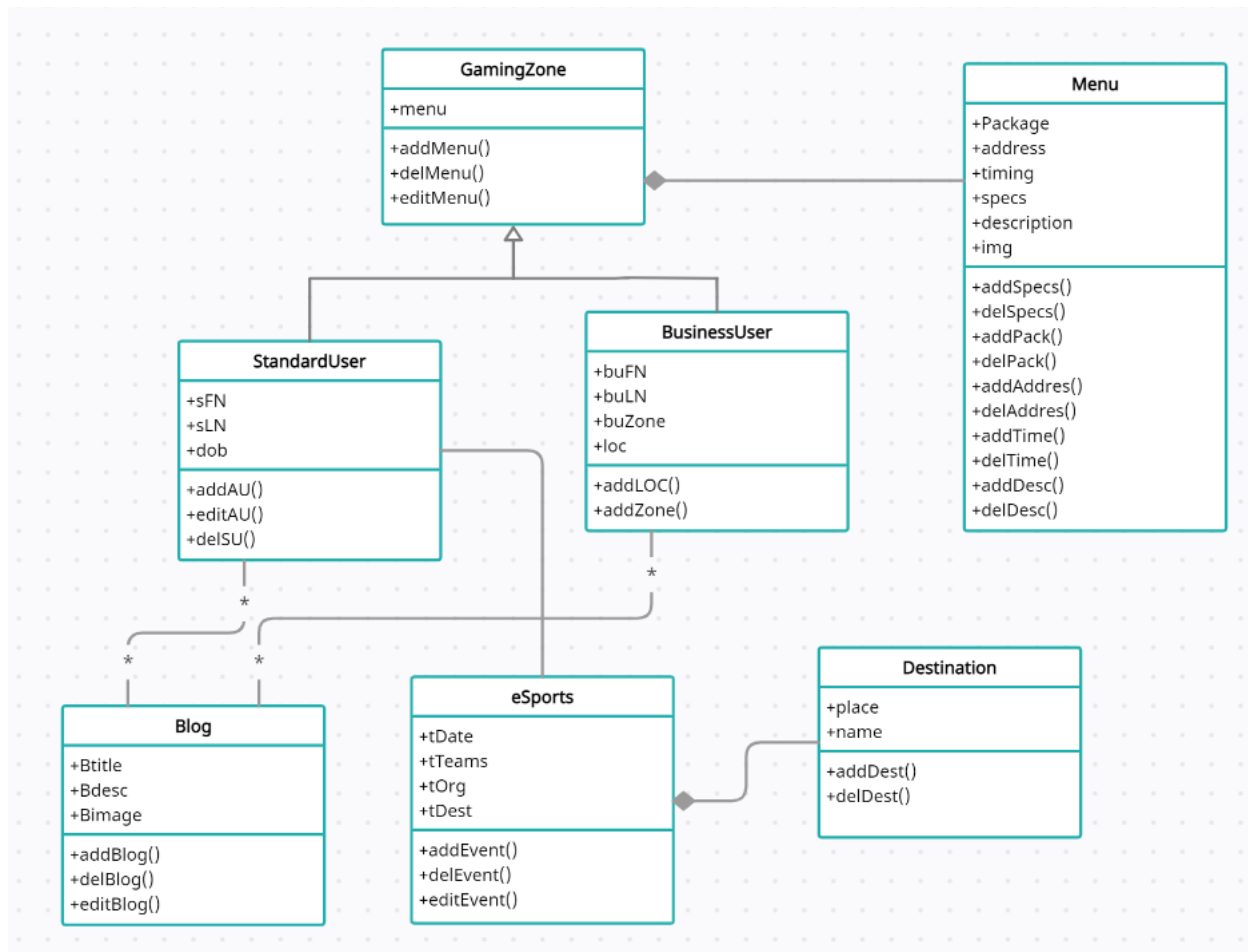 GamingZone
+menu
+addMenu()
+delMenu()
+editMenu()
Menu
+Package
+address
+timing
+specs
+description
+img
+addSpecs()
+delSpecs()
+addPack()
+delPack()
+addAddres()
+delAddres()
+addTime()
+delTime()
+addDesc()
+delDesc()
StandardUser
+sFN
+sLN
+dob
+addAU()
+editAU()
+delSU()
BusinessUser
+buFN
+buLN
+buZone
+loc
+addLOC()
+addZone()
*
*
*
*
Blog
+Btitle
+Bdesc
+Bimage
+addBlog()
+delBlog()
+editBlog()
eSports
+tDate
+tTeams
+tOrg
+tDest
+addEvent()
+delEvent()
+editEvent()
Destination
+place
+name
+addDest()
+delDest()